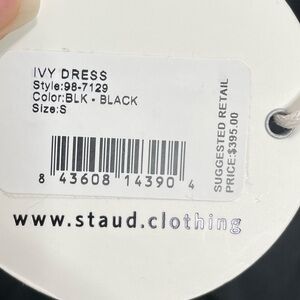 IVY DRESS
Style:98-7129
Color:BLK - BLACK
Size:S
8 43608 14390 4
SUGGESTED RETAIL
PRICE:$395.00
www.staud.clothing